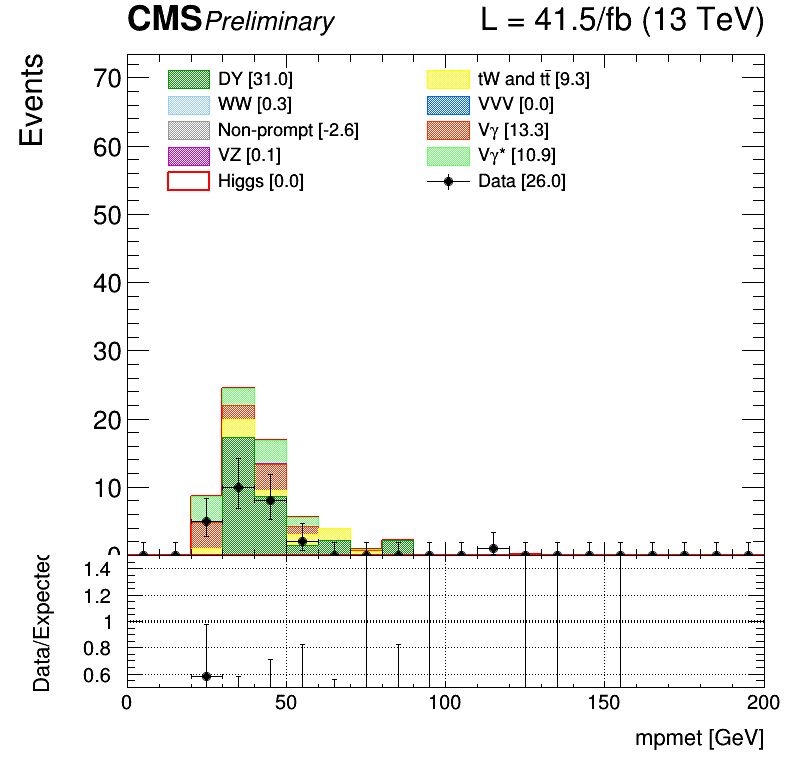 CMS Preliminary L = 41.5/fb (13 TeV)
Events
70
60
50
40
30
20
10
0
DY [31.0]
WW [0.3]
Non-prompt [-2.6]
VZ [0.1]
Higgs [0.0]
tW and tt̄ [9.3]
VVV [0.0]
Vγ [13.3]
Vγ* [10.9]
Data [26.0]
Data/Expected
1.4
1.2
1
0.8
0.6
0 50 100 150 200
mpmet [GeV]